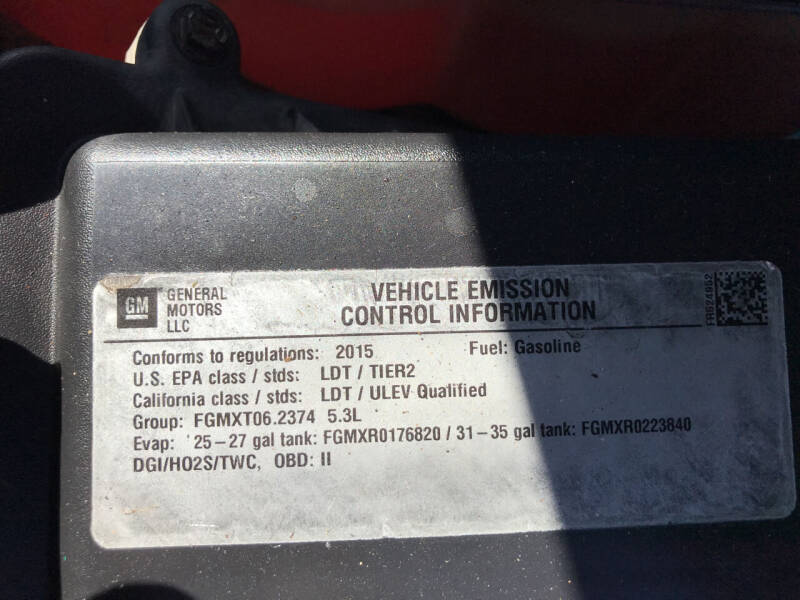 GM GENERAL MOTORS LLC
VEHICLE EMISSION
CONTROL INFORMATION
Conforms to regulations: 2015 Fuel: Gasoline
U.S. EPA class / stds: LDT / TIER2
California class / stds: LDT / ULEV Qualified
Group: FGMXT06.2374 5.3L
Evap: 25-27 gal tank: FGMXR0176820 / 31-35 gal tank: FGMXR0223840
DGI/HO2S/TWC, OBD: II